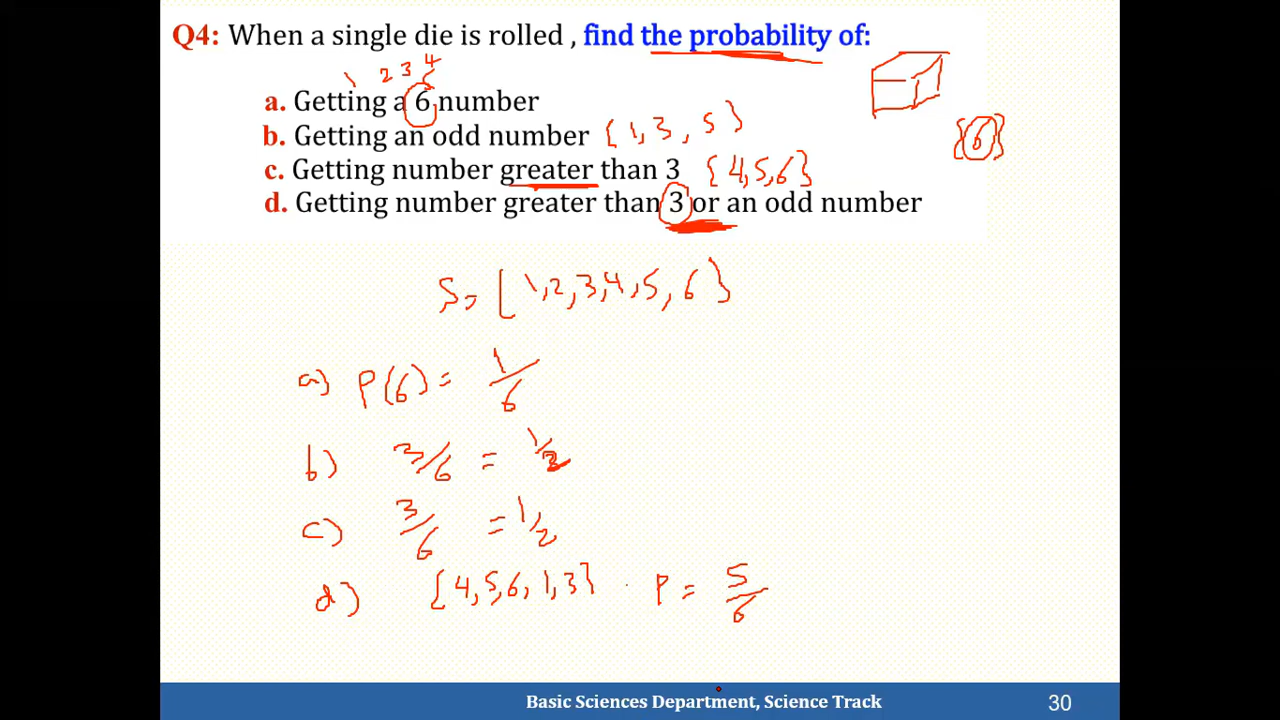 Q4: When a single die is rolled , find the probability of:
1 2 3 4 5
a. Getting a 6 number
{6}
b. Getting an odd number { 1, 3 , 5 }
c. Getting number greater than 3 {4,5,6}
d. Getting number greater than 3 or an odd number
S= { 1,2,3,4,5,6 }
a) P(6) = 1/6
b) 3/6 = 1/2
c) 3/6 = 1/2
d) {4,5,6,1,3} . P = 5/6
Basic Sciences Department, Science Track 30